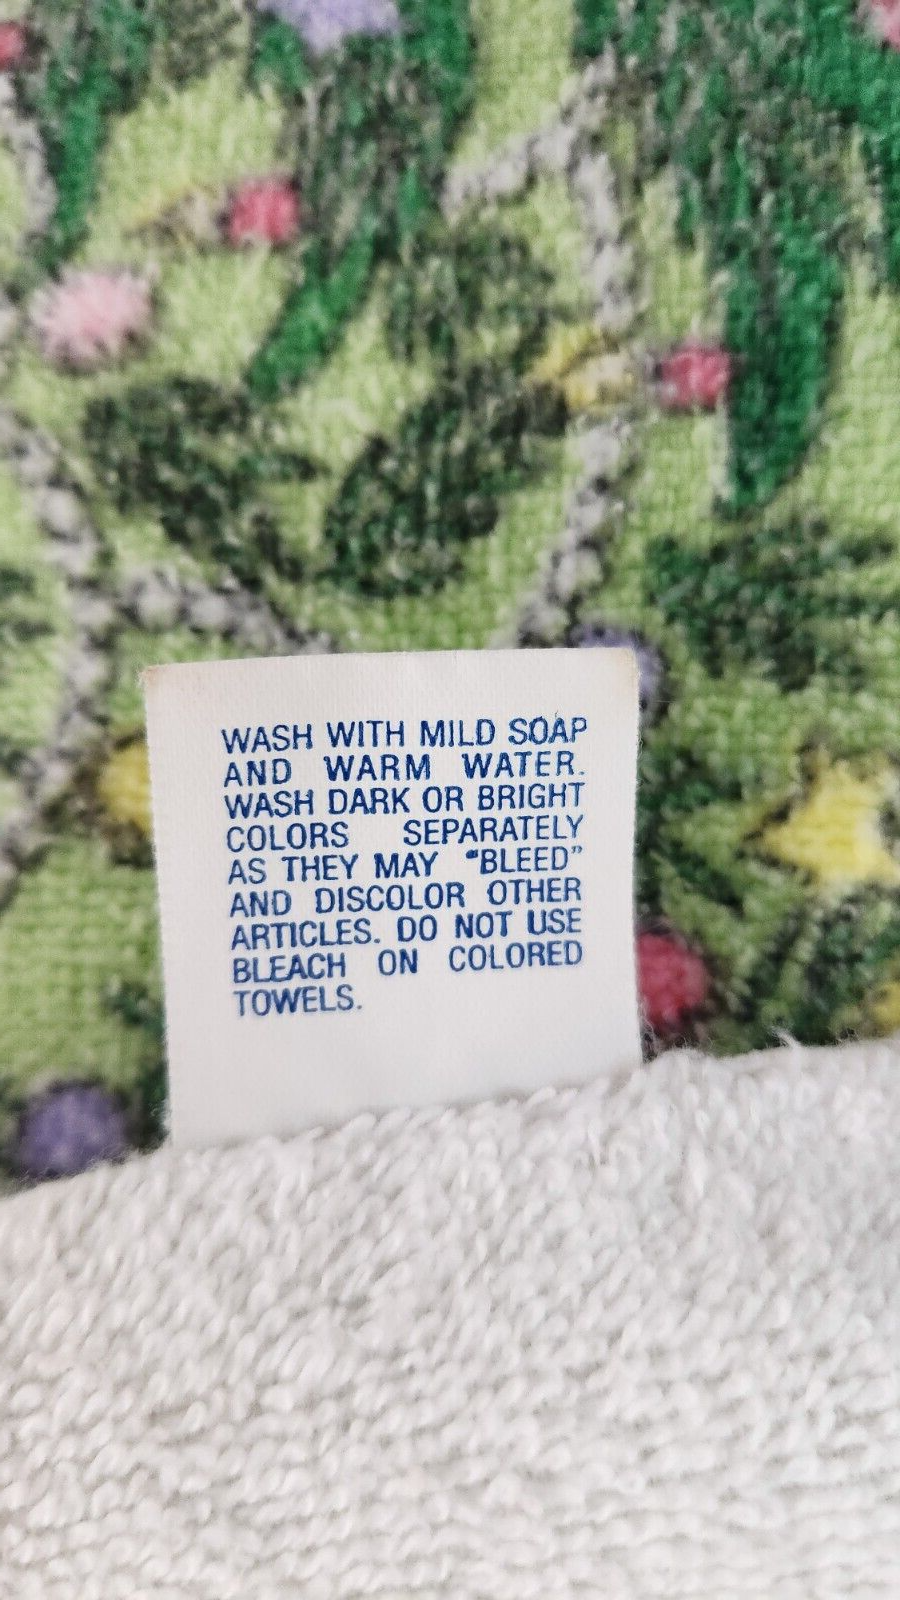 WASH WITH MILD SOAP
AND WARM WATER.
WASH DARK OR BRIGHT
COLORS SEPARATELY
AS THEY MAY "BLEED"
AND DISCOLOR OTHER
ARTICLES. DO NOT USE
BLEACH ON COLORED
TOWELS.